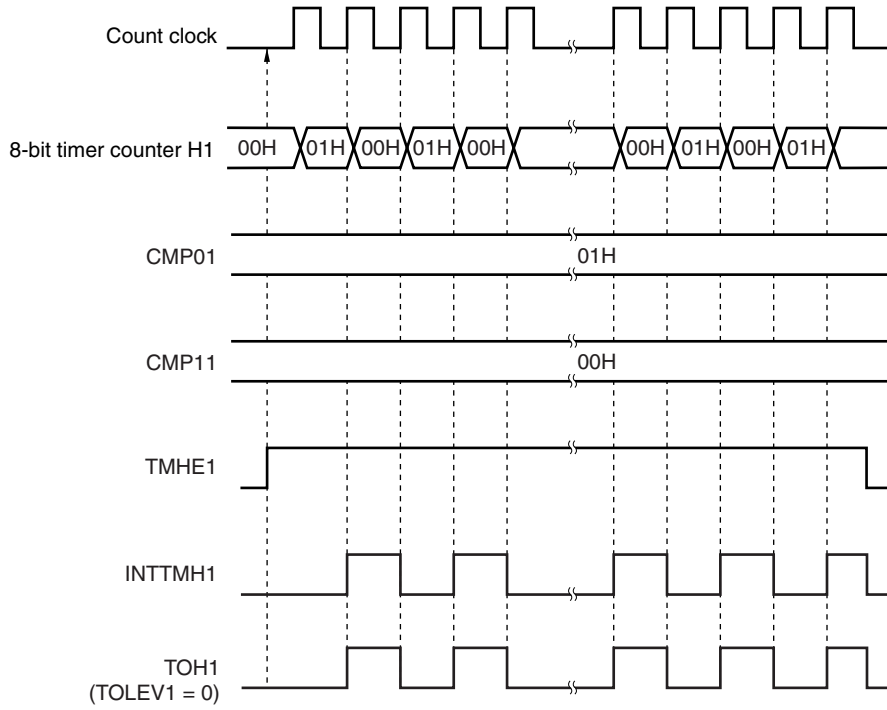 Count clock
8-bit timer counter H1
00H 01H 00H 01H 00H 00H 01H 00H 01H
CMP01
01H
CMP11
00H
TMHE1
INTTMH1
TOH1
(TOLEV1 = 0)